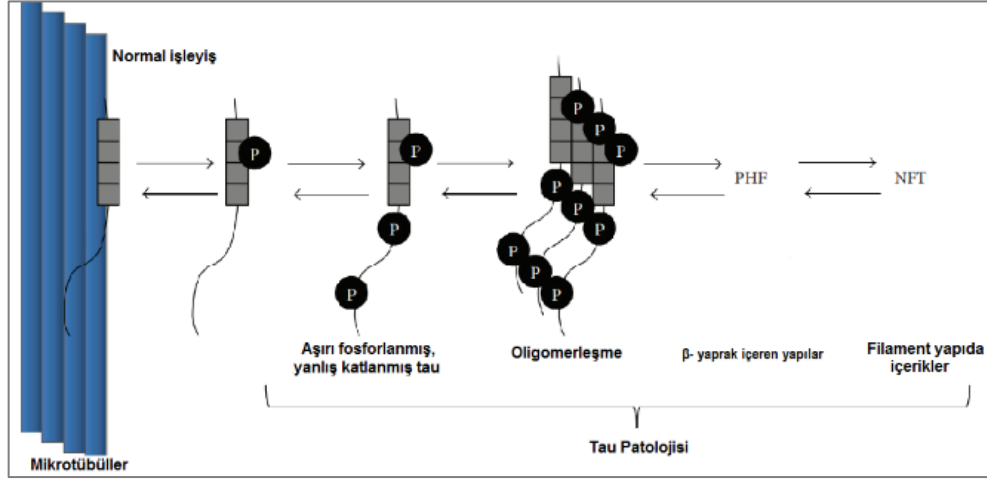 Normal işleyiş
P
P
P
P
P
P
P
P
P
P
P
P
P
PHF
NFT
Aşırı fosforlanmış,
yanlış katlanmış tau
Oligomerleşme
β- yaprak içeren yapılar
Filament yapıda
içerikler
Tau Patolojisi
Mikrotübüller